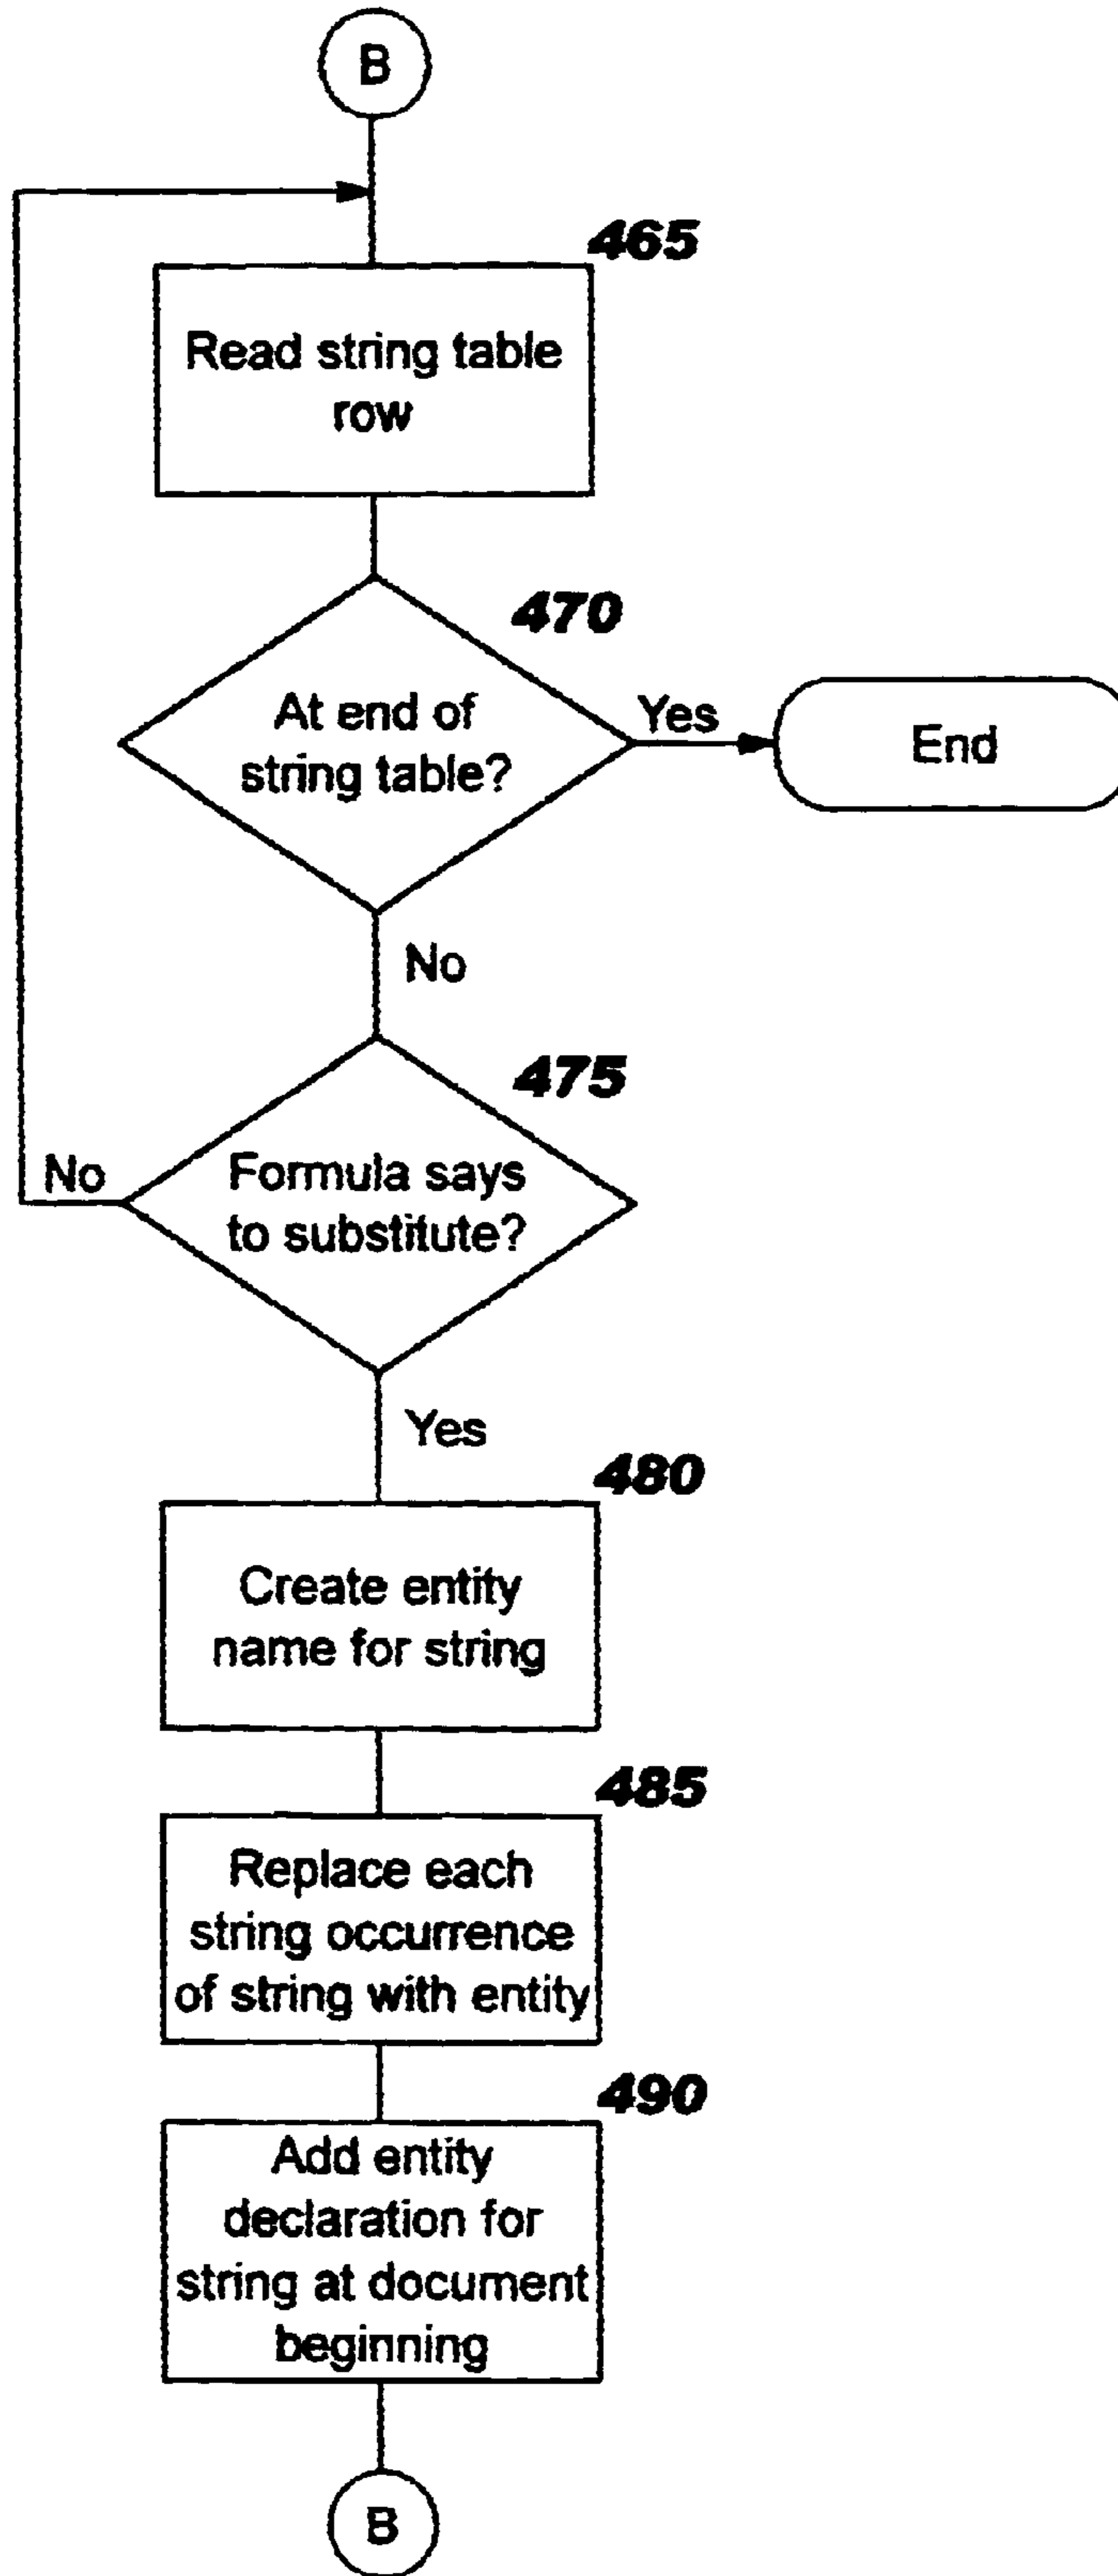 B
465
Read string table
row
470
At end of
string table?
Yes
End
No
475
Formula says
to substitute?
No
Yes
480
Create entity
name for string
485
Replace each
string occurrence
of string with entity
490
Add entity
declaration for
string at document
beginning
B